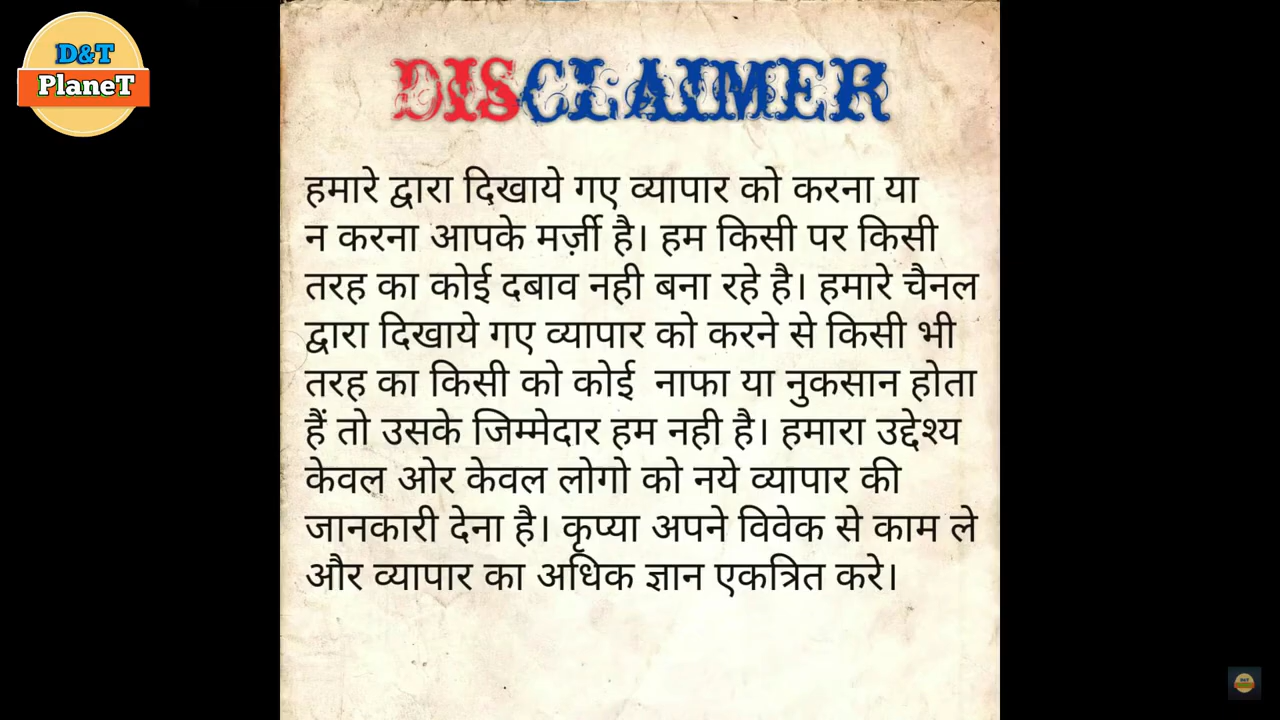 D&T
PlaneT
DISCLAIMER
हमारे द्वारा दिखाये गए व्यापार को करना या
न करना आपके मर्ज़ी है। हम किसी पर किसी
तरह का कोई दबाव नही बना रहे है। हमारे चैनल
द्वारा दिखाये गए व्यापार को करने से किसी भी
तरह का किसी को कोई नाफा या नुकसान होता
हैं तो उसके जिम्मेदार हम नही है। हमारा उद्देश्य
केवल ओर केवल लोगो को नये व्यापार की
जानकारी देना है। कृप्या अपने विवेक से काम ले
और व्यापार का अधिक ज्ञान एकत्रित करे।